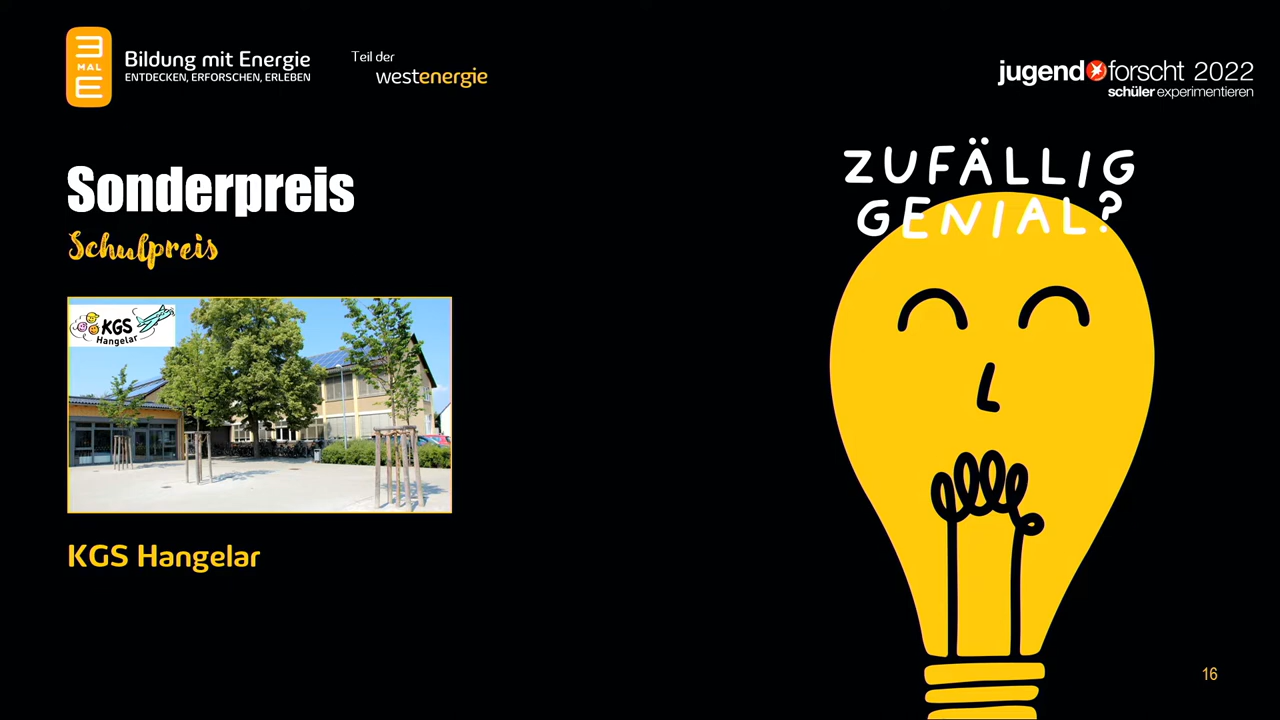 3
MAL
E
Bildung mit Energie
ENTDECKEN, ERFORSCHEN, ERLEBEN
Teil der
westenergie
jugend forscht 2022
schüler experimentieren
ZUFÄLLIG
GENIAL?
Sonderpreis
Schulpreis
KGS
Hangelar
KGS Hangelar
16